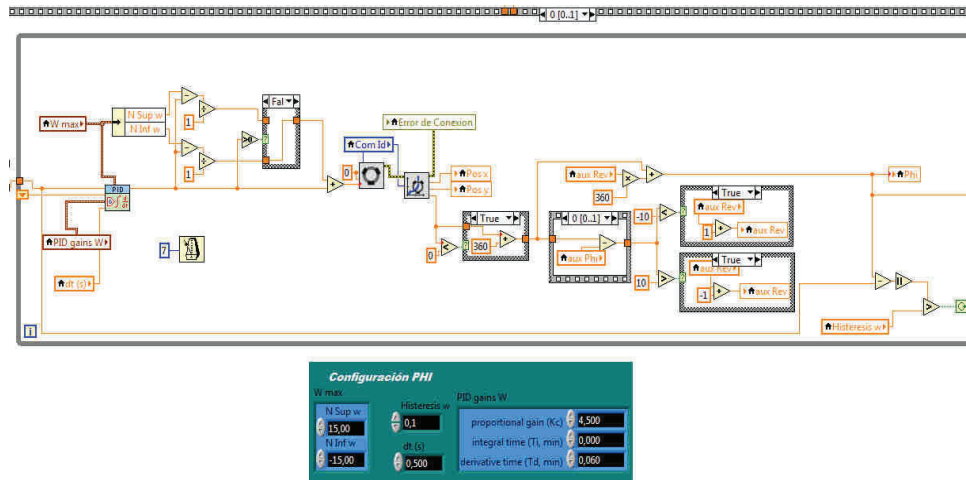 0 [0..1]
W max
N Sup w
N Inf w
1
1
Fal
>0
PID
PID gains W
dt (s)
7
i
0
Com Id
Error de Conexion
Pos x
Pos y
0
True
360
0 [0..1]
aux Phi
aux Rev
360
Phi
-10
10
True
aux Rev
1
aux Rev
True
aux Rev
-1
aux Rev
Histeresis w
Configuración PHI
W max
N Sup w
15,00
N Inf w
-15,00
Histeresis w
0,1
dt (s)
0,500
PID gains W
proportional gain (Kc)
4,500
integral time (Ti, min)
0,000
derivative time (Td, min)
0,060